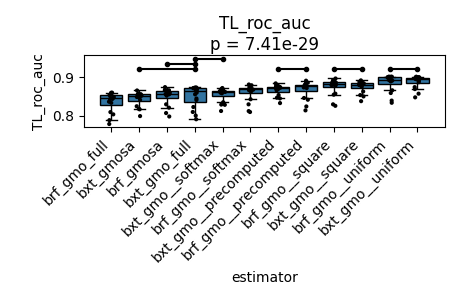 TL_roc_auc
p = 7.41e-29
TL_roc_auc
0.9
0.8
brf_gmo_full
bxt_gmosa
brf_gmosa
bxt_gmo_full
bxt_gmo__softmax
brf_gmo__softmax
bxt_gmo__precomputed
brf_gmo__precomputed
brf_gmo__square
bxt_gmo__square
brf_gmo__uniform
bxt_gmo__uniform
estimator